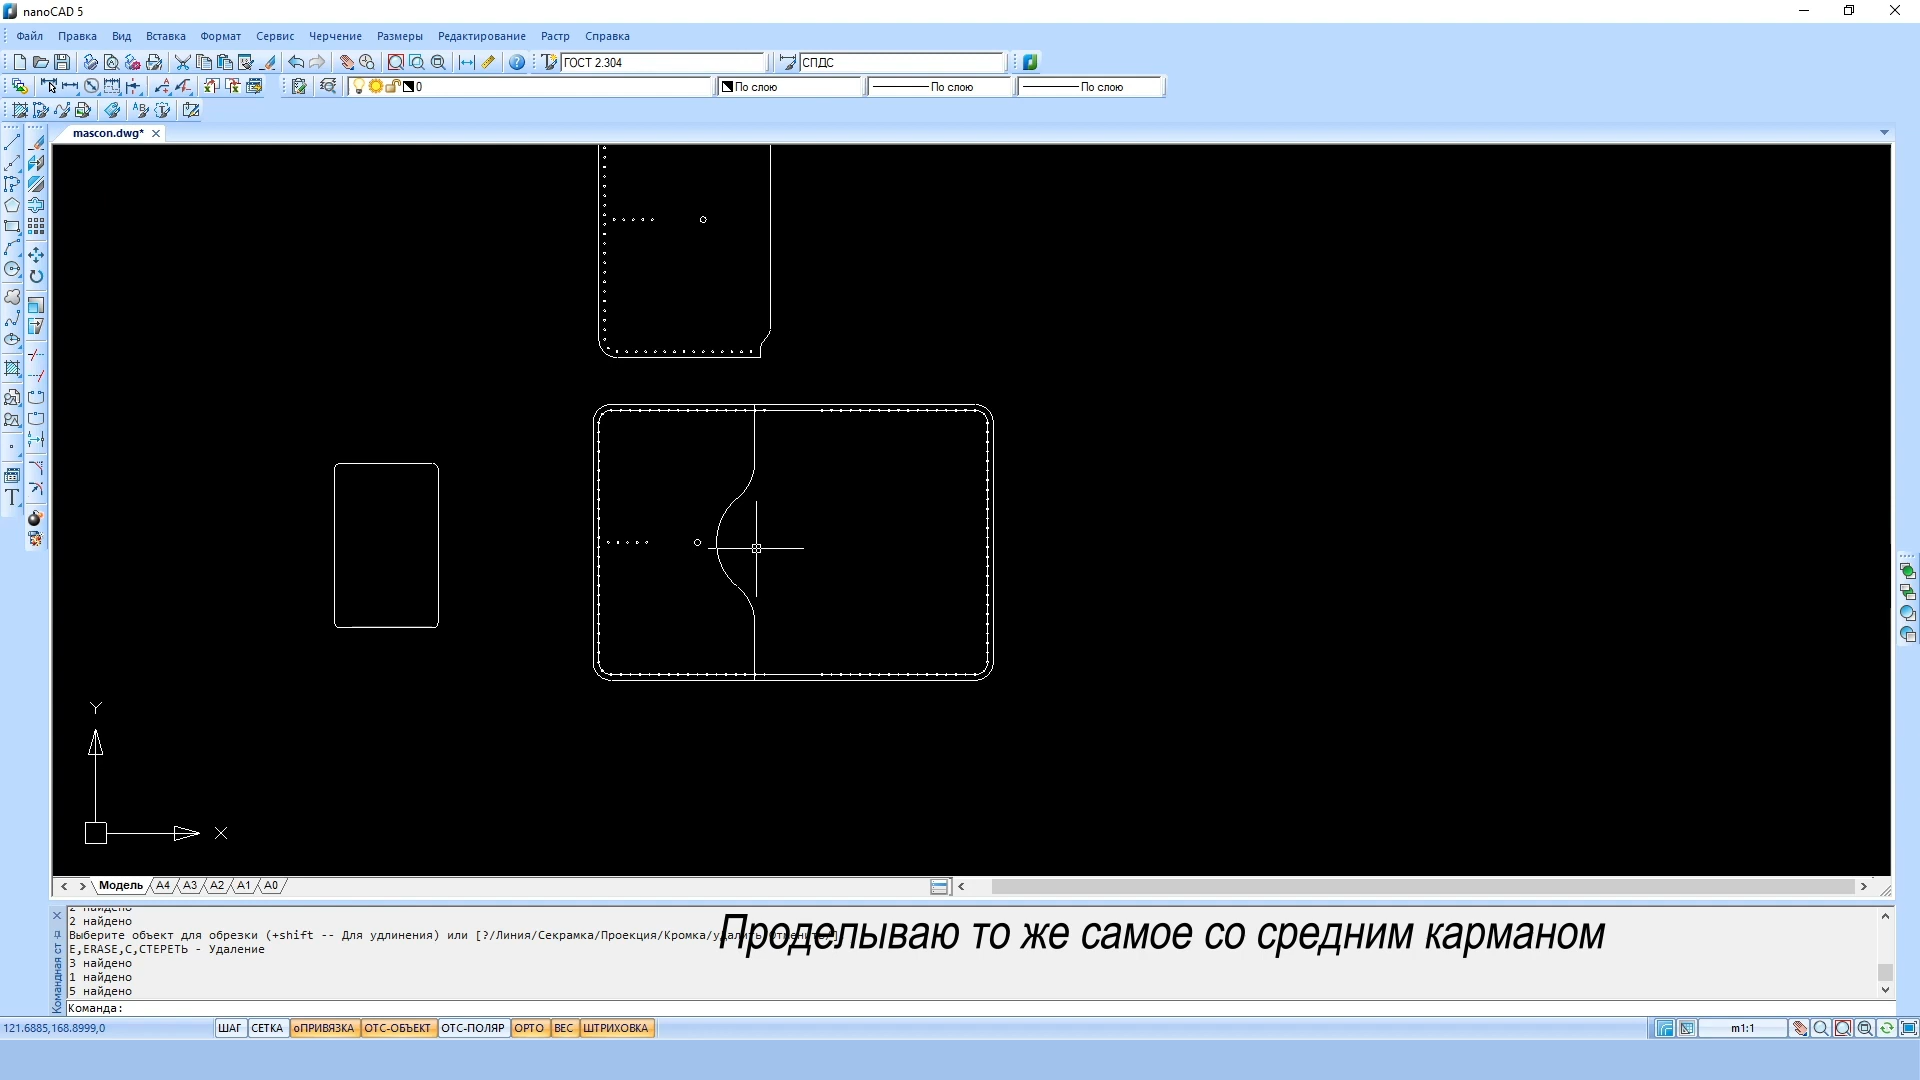 nanoCAD 5
Файл Правка Вид Вставка Формат Сервис Черчение Размеры Редактирование Растр Справка
ГОСТ 2.304 СПДС
0 По слою По слою По слою
mascon.dwg*
Y
X
Модель A4 A3 A2 A1 A0
2 найдено
2 найдено
Выберите объект для обрезки (+shift -- Для удлинения) или [?/Линия/Секрамка/Проекция/Кромка/удалить/Отменить]
E,ERASE,С,СТЕРЕТЬ - Удаление
3 найдено
1 найдено
5 найдено
Проделываю то же самое со средним карманом
Команда:
121.6885,168.8999,0 ШАГ СЕТКА оПРИВЯЗКА ОТС-ОБЪЕКТ ОТС-ПОЛЯР ОРТО ВЕС ШТРИХОВКА m1:1